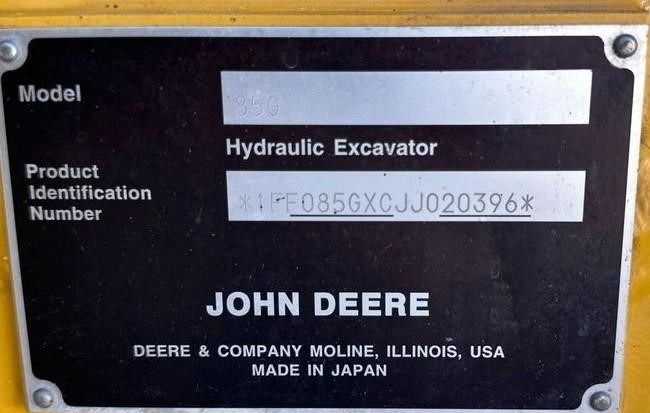 Model
85G
Hydraulic Excavator
Product
Identification
Number
*1FF085GXCJJ020396*
JOHN DEERE
DEERE & COMPANY MOLINE, ILLINOIS, USA
MADE IN JAPAN